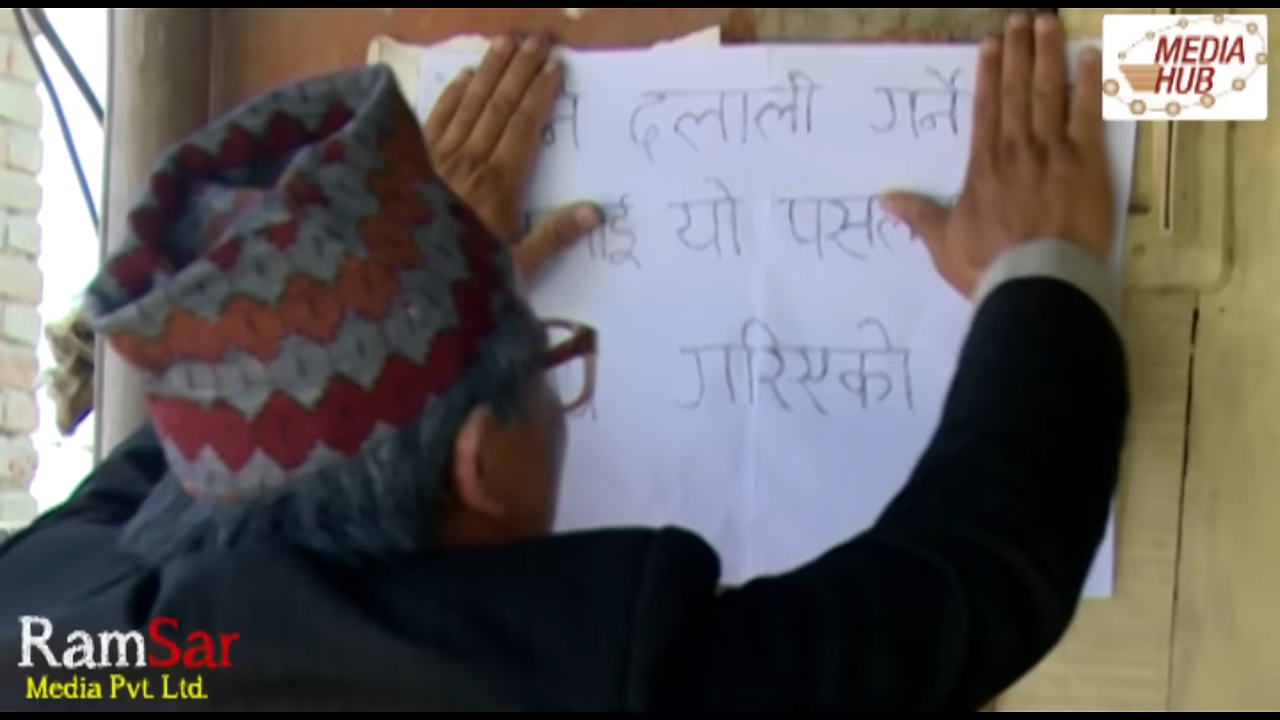 MEDIA
HUB
दलाली गर्ने
यो
गरिएको
RamSar
Media Pvt. Ltd.